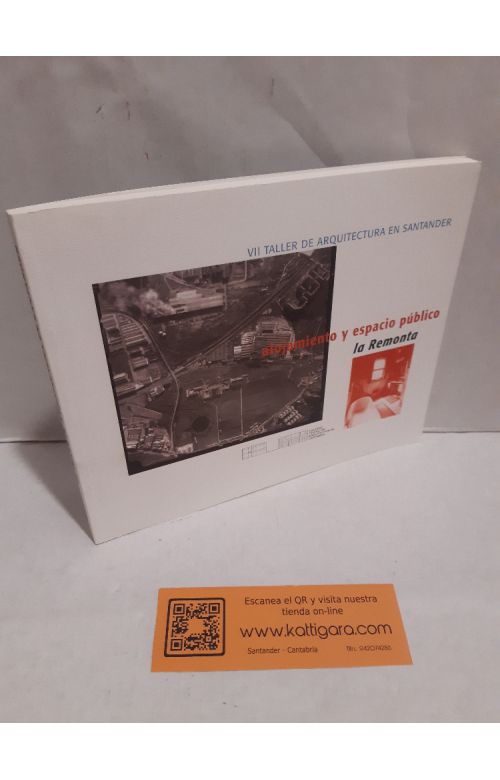 VII TALLER DE ARQUITECTURA EN SANTANDER
alojamiento y espacio público
la Remonta
Escanea el QR y visita nuestra
tienda on-line
www.kattigara.com
Santander - Cantabria